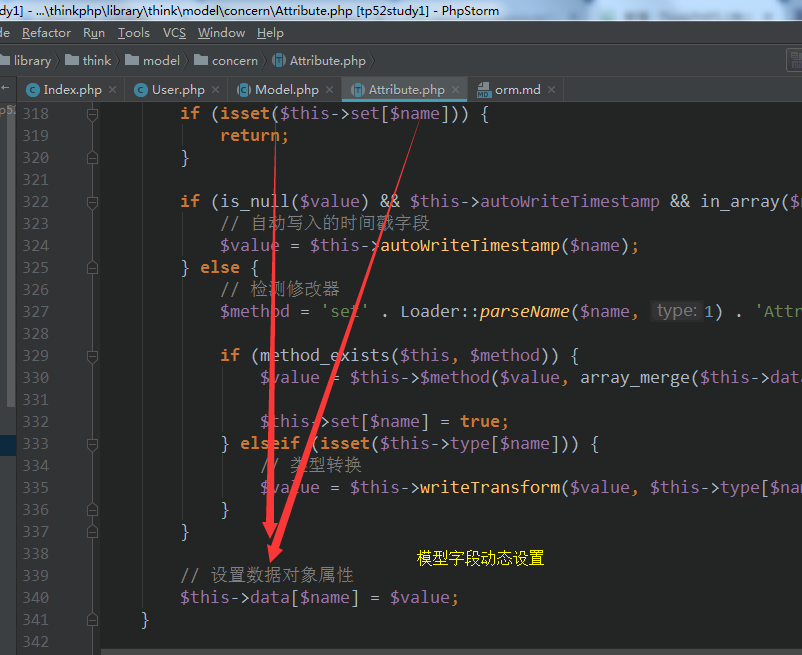 dy1] - ...\thinkphp\library\think\model\concern\Attribute.php [tp52study1] - PhpStorm
de Refactor Run Tools VCS Window Help
library think model concern Attribute.php
Index.php × User.php × Model.php × Attribute.php × orm.md ×
318 if (isset($this->set[$name])) {
319 return;
320 }
321
322 if (is_null($value) && $this->autoWriteTimestamp && in_array($n
323 // 自动写入的时间戳字段
324 $value = $this->autoWriteTimestamp($name);
325 } else {
326 // 检测修改器
327 $method = 'set' . Loader::parseName($name, type: 1) . 'Attr
328
329 if (method_exists($this, $method)) {
330 $value = $this->$method($value, array_merge($this->data
331
332 $this->set[$name] = true;
333 } elseif (isset($this->type[$name])) {
334 // 类型转换
335 $value = $this->writeTransform($value, $this->type[$nam
336 }
337 }
338
模型字段动态设置
339 // 设置数据对象属性
340 $this->data[$name] = $value;
341 }
342